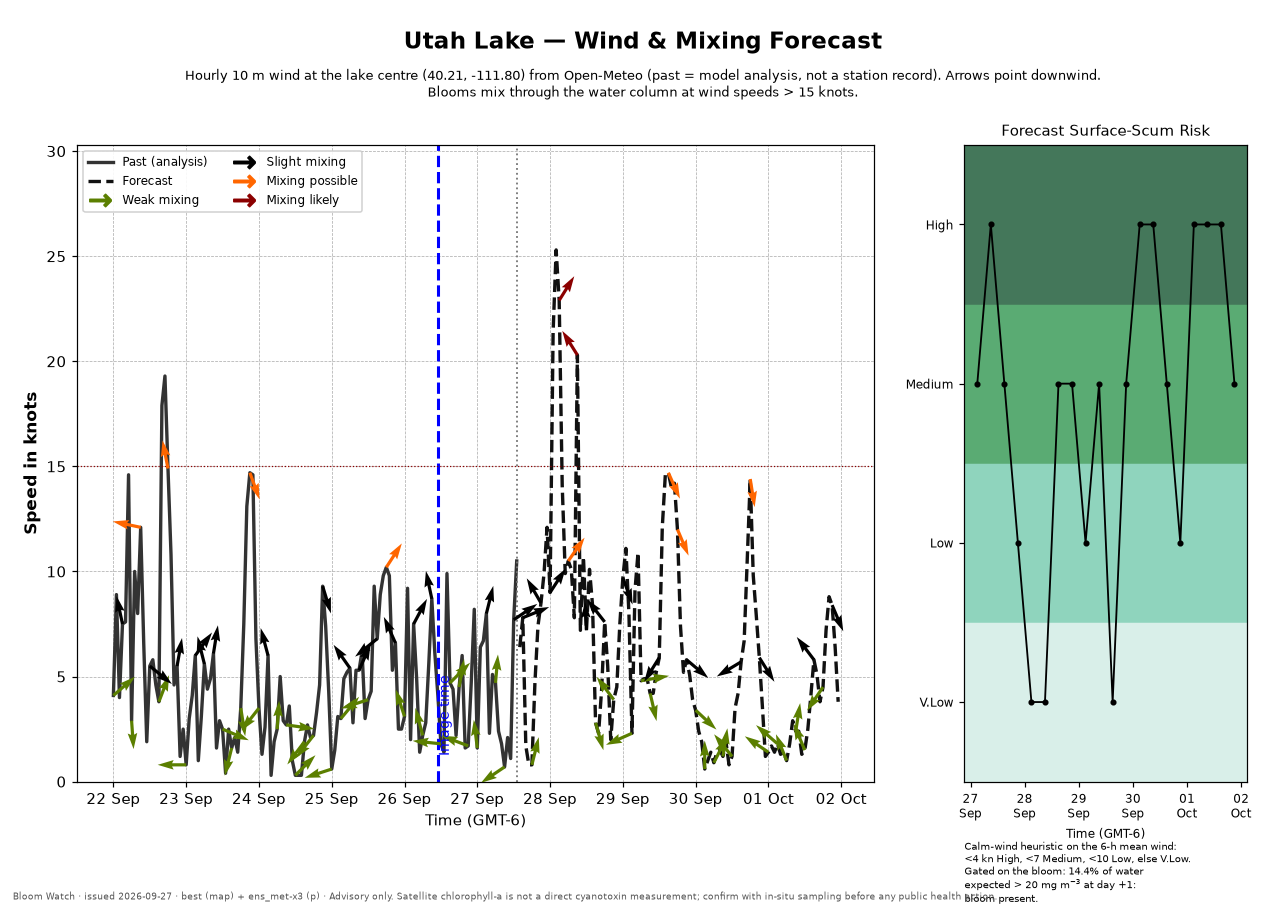 Utah Lake — Wind & Mixing Forecast
Hourly 10 m wind at the lake centre (40.21, -111.80) from Open-Meteo (past = model analysis, not a station record). Arrows point downwind.
Blooms mix through the water column at wind speeds > 15 knots.
Forecast Surface-Scum Risk
Past (analysis)
Forecast
Weak mixing
Slight mixing
Mixing possible
Mixing likely
Speed in knots
30
25
20
15
10
5
0
Image time
22 Sep 23 Sep 24 Sep 25 Sep 26 Sep 27 Sep 28 Sep 29 Sep 30 Sep 01 Oct 02 Oct
Time (GMT-6)
High
Medium
Low
V.Low
27 28 29 30 01 02
Sep Sep Sep Sep Oct Oct
Time (GMT-6)
Calm-wind heuristic on the 6-h mean wind:
<4 kn High, <7 Medium, <10 Low, else V.Low.
Gated on the bloom: 14.4% of water
expected > 20 mg m⁻³ at day +1:
bloom present.
Bloom Watch · issued 2026-09-27 · best (map) + ens_met-x3 (p) · Advisory only. Satellite chlorophyll-a is not a direct cyanotoxin measurement; confirm with in-situ sampling before any public health action.